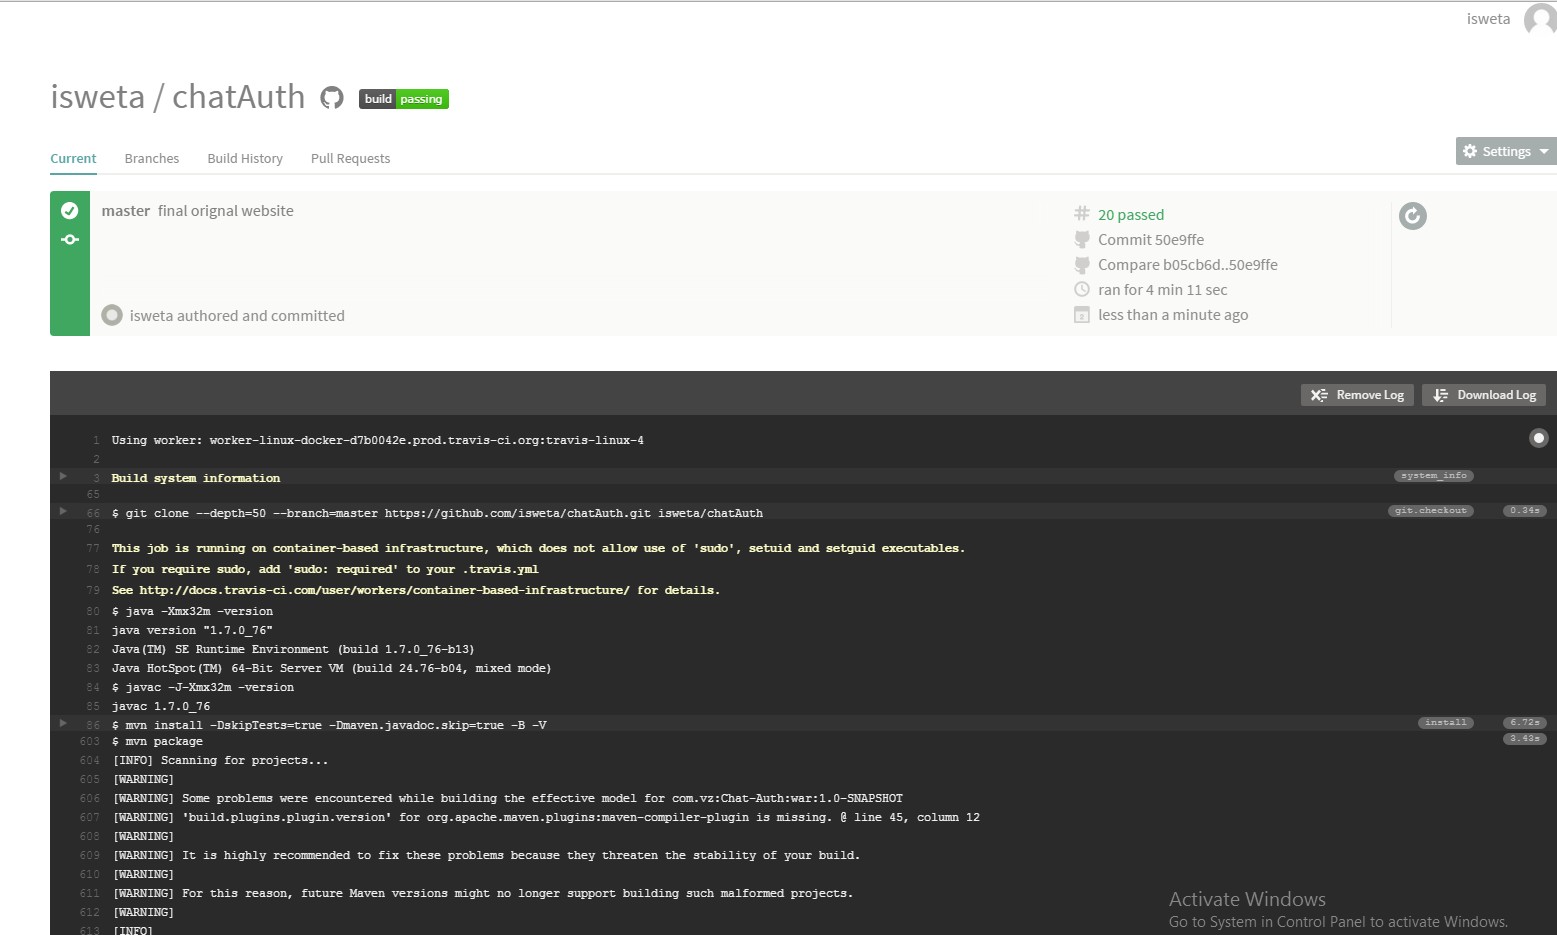 isweta
isweta / chatAuth build passing
Current Branches Build History Pull Requests Settings
master final orignal website
20 passed
Commit 50e9ffe
Compare b05cb6d..50e9ffe
ran for 4 min 11 sec
isweta authored and committed
less than a minute ago
Remove Log Download Log
1 Using worker: worker-linux-docker-d7b0042e.prod.travis-ci.org:travis-linux-4
2
3 Build system information system_info
65
66 $ git clone --depth=50 --branch=master https://github.com/isweta/chatAuth.git isweta/chatAuth git.checkout 0.34s
76
77 This job is running on container-based infrastructure, which does not allow use of 'sudo', setuid and setguid executables.
78 If you require sudo, add 'sudo: required' to your .travis.yml
79 See http://docs.travis-ci.com/user/workers/container-based-infrastructure/ for details.
80 $ java -Xmx32m -version
81 java version "1.7.0_76"
82 Java(TM) SE Runtime Environment (build 1.7.0_76-b13)
83 Java HotSpot(TM) 64-Bit Server VM (build 24.76-b04, mixed mode)
84 $ javac -J-Xmx32m -version
85 javac 1.7.0_76
86 $ mvn install -DskipTests=true -Dmaven.javadoc.skip=true -B -V install 6.72s
603 $ mvn package 3.43s
604 [INFO] Scanning for projects...
605 [WARNING]
606 [WARNING] Some problems were encountered while building the effective model for com.vz:Chat-Auth:war:1.0-SNAPSHOT
607 [WARNING] 'build.plugins.plugin.version' for org.apache.maven.plugins:maven-compiler-plugin is missing. @ line 45, column 12
608 [WARNING]
609 [WARNING] It is highly recommended to fix these problems because they threaten the stability of your build.
610 [WARNING]
611 [WARNING] For this reason, future Maven versions might no longer support building such malformed projects.
612 [WARNING]
613 [INFO]
Activate Windows
Go to System in Control Panel to activate Windows.